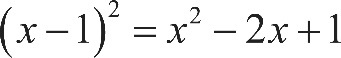 (x − 1)² = x² − 2x + 1